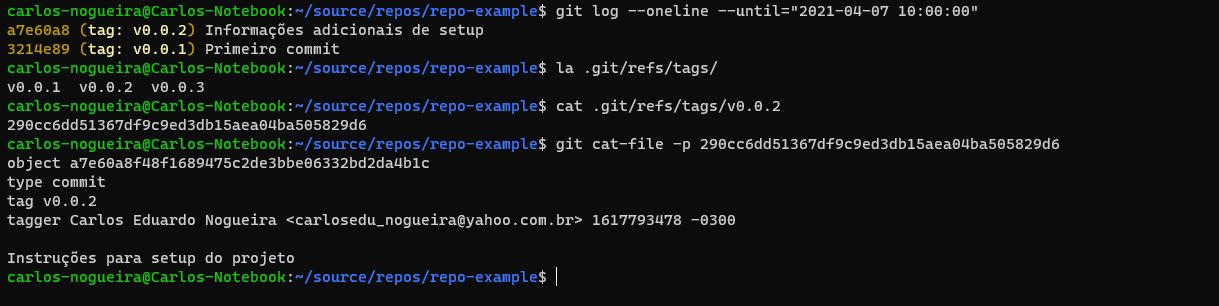 carlos-nogueira@Carlos-Notebook:~/source/repos/repo-example$ git log --oneline --until="2021-04-07 10:00:00"
a7e60a8 (tag: v0.0.2) Informações adicionais de setup
3214e89 (tag: v0.0.1) Primeiro commit
carlos-nogueira@Carlos-Notebook:~/source/repos/repo-example$ la .git/refs/tags/
v0.0.1  v0.0.2  v0.0.3
carlos-nogueira@Carlos-Notebook:~/source/repos/repo-example$ cat .git/refs/tags/v0.0.2
290cc6dd51367df9c9ed3db15aea04ba505829d6
carlos-nogueira@Carlos-Notebook:~/source/repos/repo-example$ git cat-file -p 290cc6dd51367df9c9ed3db15aea04ba505829d6
object a7e60a8f48f1689475c2de3bbe06332bd2da4b1c
type commit
tag v0.0.2
tagger Carlos Eduardo Nogueira <carlosedu_nogueira@yahoo.com.br> 1617793478 -0300

Instruções para setup do projeto
carlos-nogueira@Carlos-Notebook:~/source/repos/repo-example$